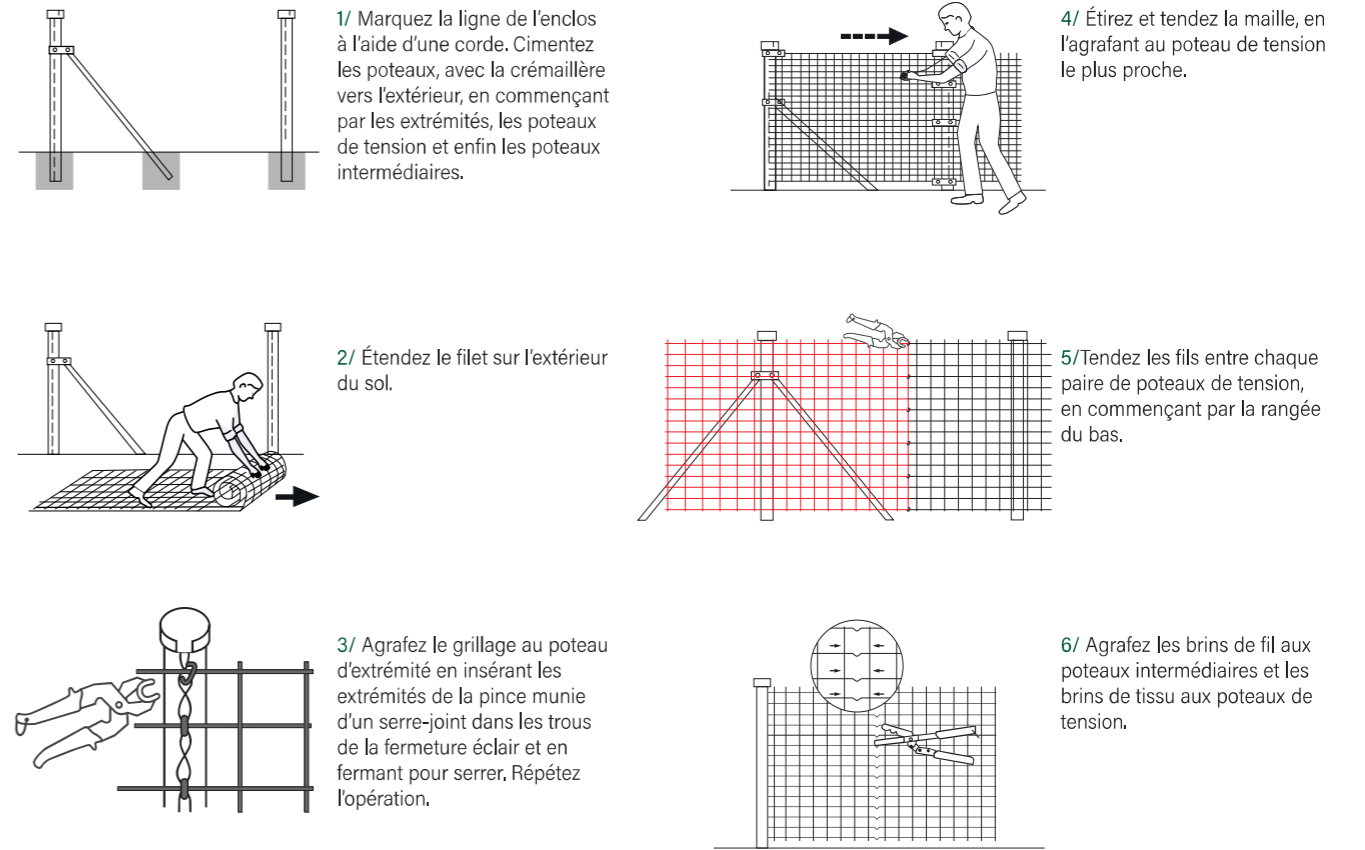 1/ Marquez la ligne de l'enclos
à l'aide d'une corde. Cimentez
les poteaux, avec la crémaillère
vers l'extérieur, en commençant
par les extrémités, les poteaux
de tension et enfin les poteaux
intermédiaires.
2/ Étendez le filet sur l'extérieur
du sol.
3/ Agrafez le grillage au poteau
d'extrémité en insérant les
extrémités de la pince munie
d'un serre-joint dans les trous
de la fermeture éclair et en
fermant pour serrer. Répétez
l'opération.
4/ Étirez et tendez la maille, en
l'agrafant au poteau de tension
le plus proche.
5/Tendez les fils entre chaque
paire de poteaux de tension,
en commençant par la rangée
du bas.
6/ Agrafez les brins de fil aux
poteaux intermédiaires et les
brins de tissu aux poteaux de
tension.